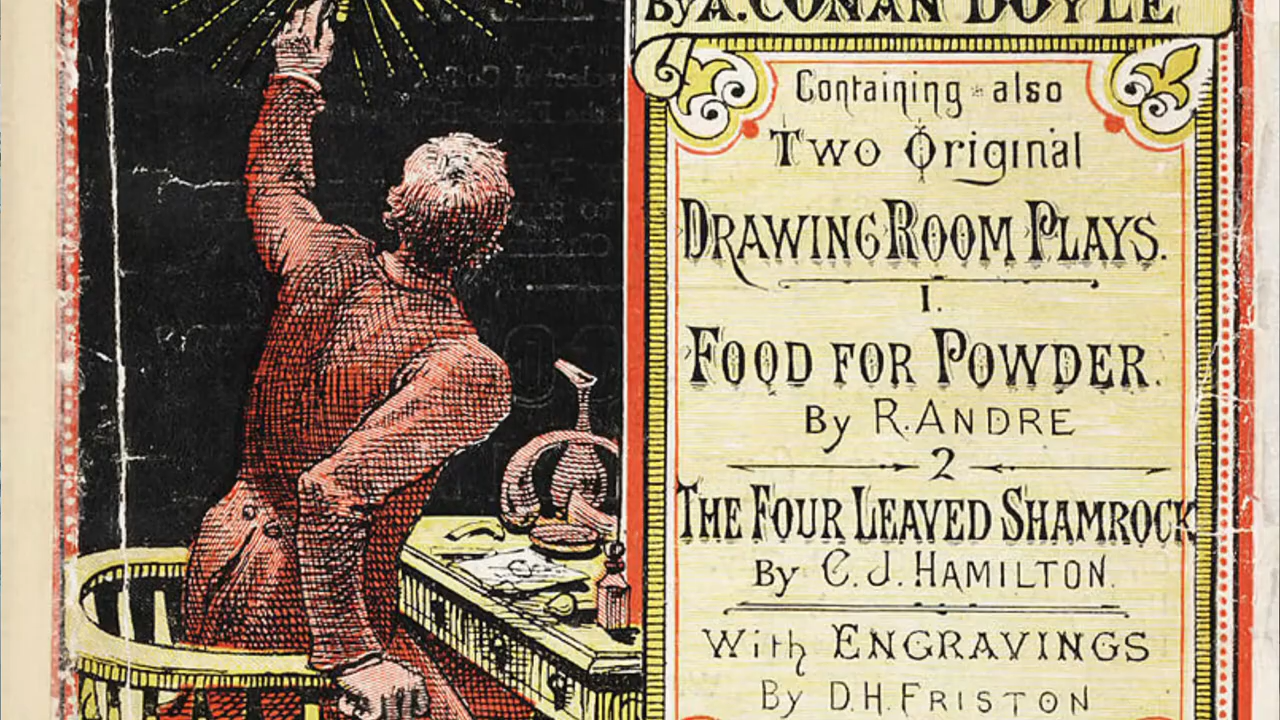 By A. CONAN DOYLE
Containing also
Two Original
DRAWING ROOM PLAYS.
1.
FOOD FOR POWDER.
By R. ANDRE
2
THE FOUR LEAVED SHAMROCK
By C. J. HAMILTON.
With ENGRAVINGS
By D. H. FRISTON